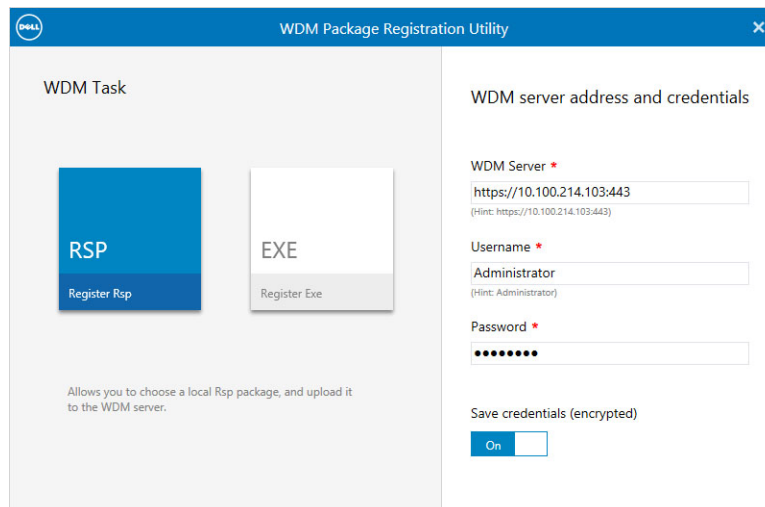 DELL
WDM Package Registration Utility
WDM Task
RSP
Register Rsp
EXE
Register Exe
Allows you to choose a local Rsp package, and upload it
to the WDM server.
WDM server address and credentials
WDM Server *
https://10.100.214.103:443
(Hint: https://10.100.214.103:443)
Username *
Administrator
(Hint: Administrator)
Password *
●●●●●●●●
Save credentials (encrypted)
On